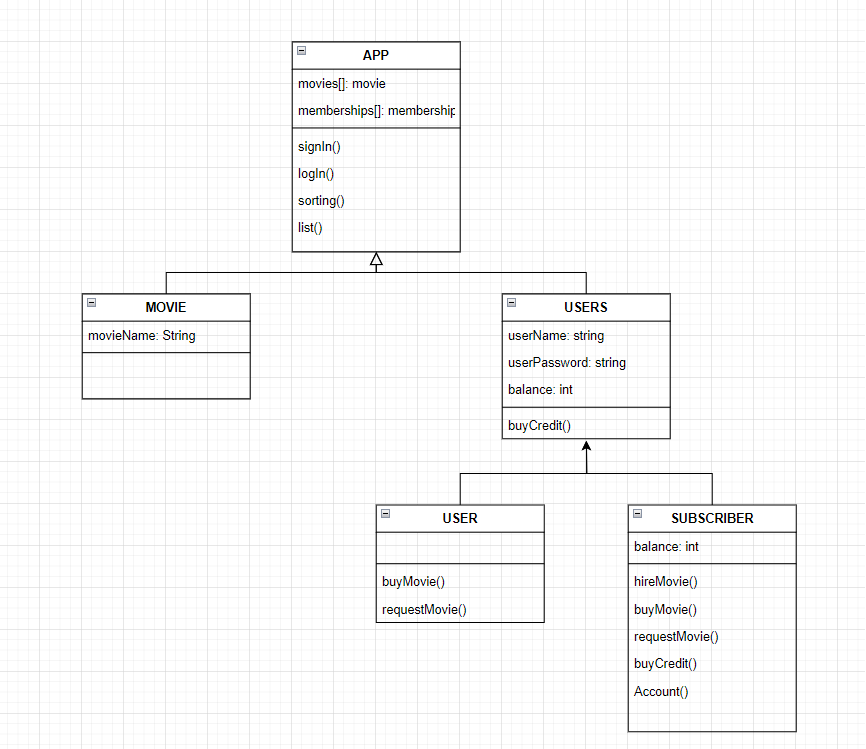 APP
movies[]: movie
memberships[]: membership
signIn()
logIn()
sorting()
list()
MOVIE
movieName: String
USERS
userName: string
userPassword: string
balance: int
buyCredit()
USER
buyMovie()
requestMovie()
SUBSCRIBER
balance: int
hireMovie()
buyMovie()
requestMovie()
buyCredit()
Account()